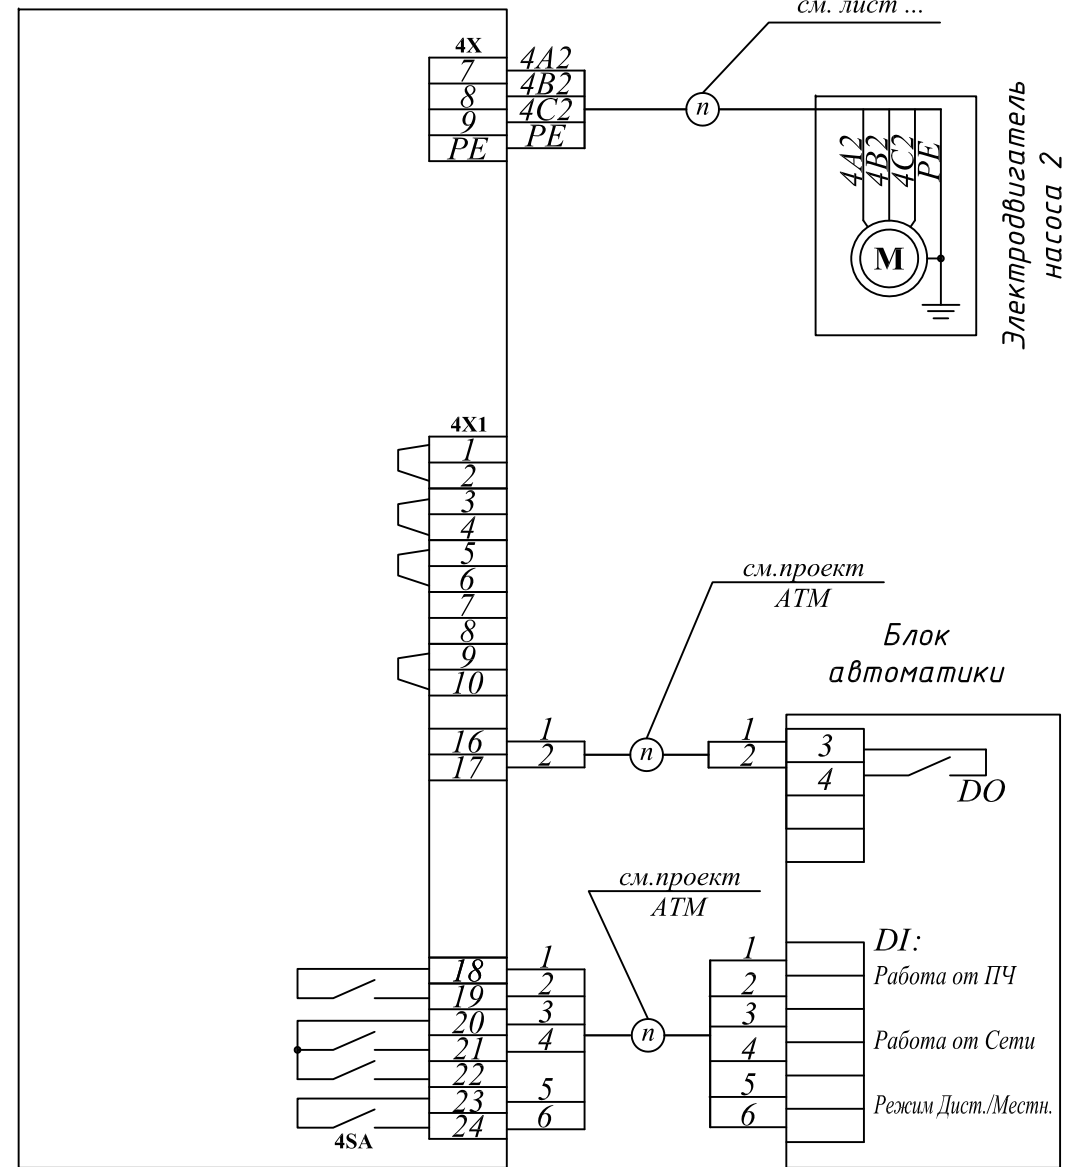 см. лист ...
4X
7
8
9
PE
4A2
4B2
4C2
PE
n
4A2
4B2
4C2
PE
M
Электродвигатель
насоса 2
4X1
1
2
3
4
5
6
7
8
9
10
16
17
1
2
см.проект
АТМ
n
1
2
Блок
автоматики
3
4
DO
18
19
20
21
22
23
24
4SA
1
2
3
4
5
6
см.проект
АТМ
n
1
2
3
4
5
6
DI:
Работа от ПЧ
Работа от Сети
Режим Дист./Местн.